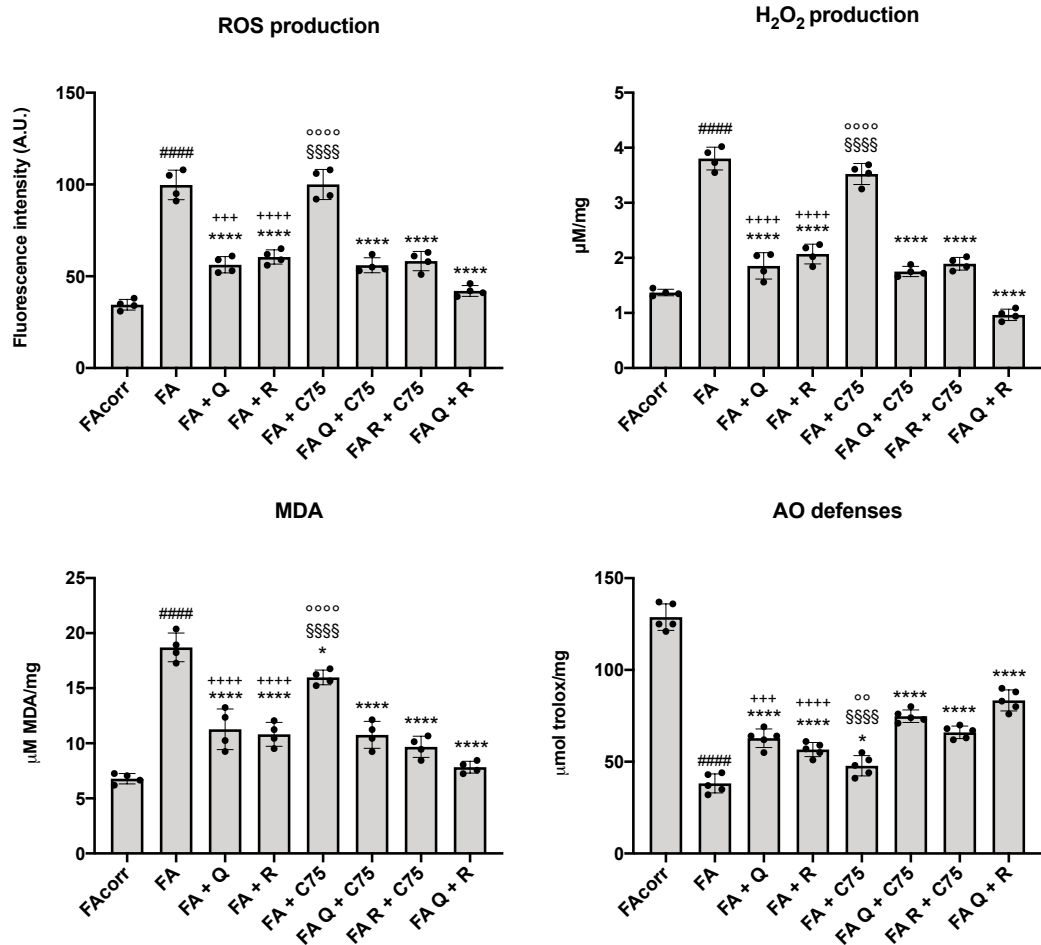 ROS production
Fluorescence intensity (A.U.)
150
100
50
0
####
+++
****
++++
****
°°°°
§§§§
****
****
****
FAcorr
FA
FA + Q
FA + R
FA + C75
FA Q + C75
FA R + C75
FA Q + R
H₂O₂ production
µM/mg
5
4
3
2
1
0
####
++++
****
++++
****
°°°°
§§§§
****
****
****
FAcorr
FA
FA + Q
FA + R
FA + C75
FA Q + C75
FA R + C75
FA Q + R
MDA
µM MDA/mg
25
20
15
10
5
0
####
++++
****
++++
****
°°°°
§§§§
*
****
****
****
FAcorr
FA
FA + Q
FA + R
FA + C75
FA Q + C75
FA R + C75
FA Q + R
AO defenses
µmol trolox/mg
150
100
50
0
####
+++
****
++++
****
°°
§§§§
*
****
****
****
FAcorr
FA
FA + Q
FA + R
FA + C75
FA Q + C75
FA R + C75
FA Q + R